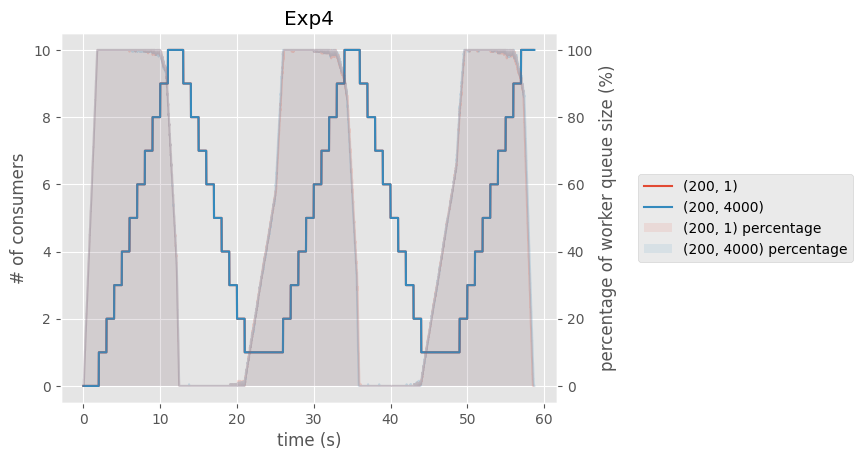 Exp4
10
8
6
4
2
0
# of consumers
100
80
60
40
20
0
percentage of worker queue size (%)
0 10 20 30 40 50 60
time (s)
(200, 1)
(200, 4000)
(200, 1) percentage
(200, 4000) percentage